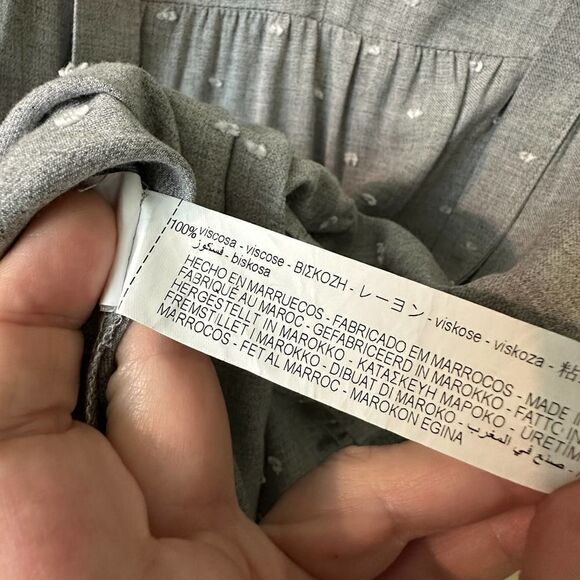 100% viscosa - viscose - ΒΙΣΚΟΖΗ - レーヨン - viskose - viskoza - 粘
فسكوز - biskosa
HECHO EN MARRUECOS - FABRICADO EM MARROCOS - MADE IN
FABRIQUÉ AU MAROC - GEFABRICEERD IN MAROKKO - FATTO IN
HERGESTELLT IN MAROKKO - ΚΑΤΑΣΚΕΥΗ ΜΑΡΟΚΟ - URETIM
FREMSTILLET I MAROKKO - DIBUAT DI MAROKO - صنع في المغرب
MARROCOS - FET AL MARROC - MAROKON EGINA